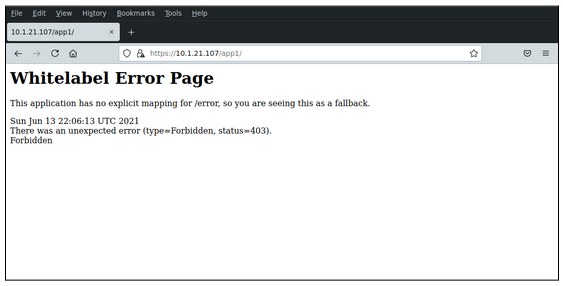 File Edit View History Bookmarks Tools Help
10.1.21.107/app1/ × +
https://10.1.21.107/app1/
Whitelabel Error Page
This application has no explicit mapping for /error, so you are seeing this as a fallback.
Sun Jun 13 22:06:13 UTC 2021
There was an unexpected error (type=Forbidden, status=403).
Forbidden